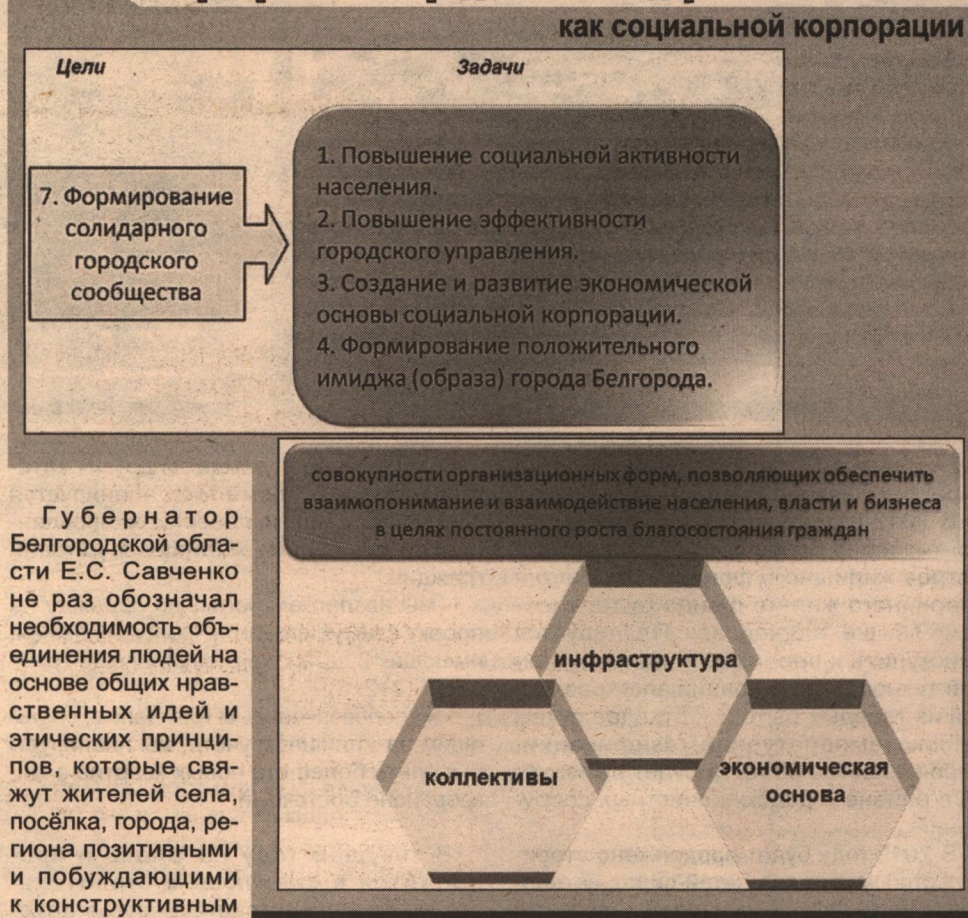 как социальной корпорации
Цели
Задачи
7. Формирование
солидарного
городского
сообщества
1. Повышение социальной активности
населения.
2. Повышение эффективности
городского управления.
3. Создание и развитие экономической
основы социальной корпорации.
4. Формирование положительного
имиджа (образа) города Белгорода.
совокупности организационных форм, позволяющих обеспечить
взаимопонимание и взаимодействие населения, власти и бизнеса
в целях постоянного роста благосостояния граждан
инфраструктура
коллективы
экономическая
основа
Губернатор
Белгородской обла-
сти Е.С. Савченко
не раз обозначал
необходимость объ-
единения людей на
основе общих нрав-
ственных идей и
этических принци-
пов, которые свя-
жут жителей села,
посёлка, города, ре-
гиона позитивными
и побуждающими
к конструктивным